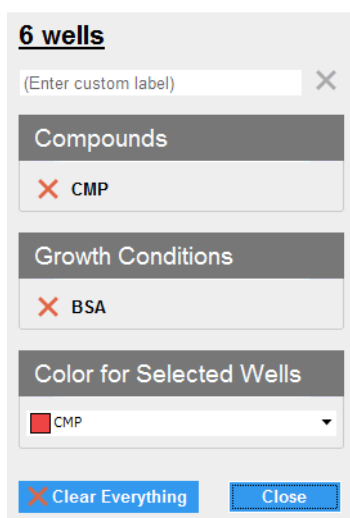 6 wells
(Enter custom label)
Compounds
CMP
Growth Conditions
BSA
Color for Selected Wells
CMP
Clear Everything Close